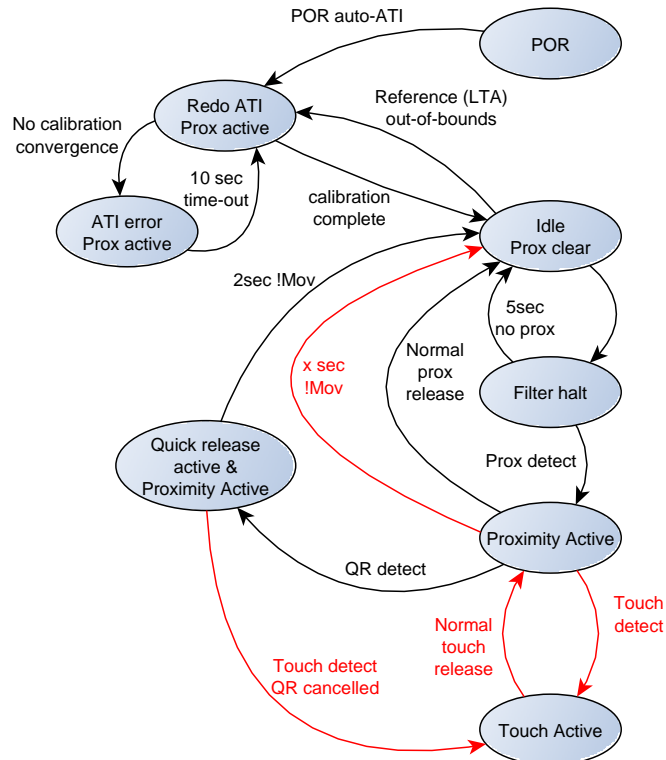 POR auto-ATI
POR
Redo ATI
Prox active
Reference (LTA)
out-of-bounds
No calibration
convergence
10 sec
time-out
calibration
complete
ATI error
Prox active
Idle
Prox clear
2sec !Mov
5sec
no prox
x sec
!Mov
Normal
prox
release
Filter halt
Quick release
active &
Proximity Active
Prox detect
Proximity Active
QR detect
Normal
touch
release
Touch
detect
Touch detect
QR cancelled
Touch Active